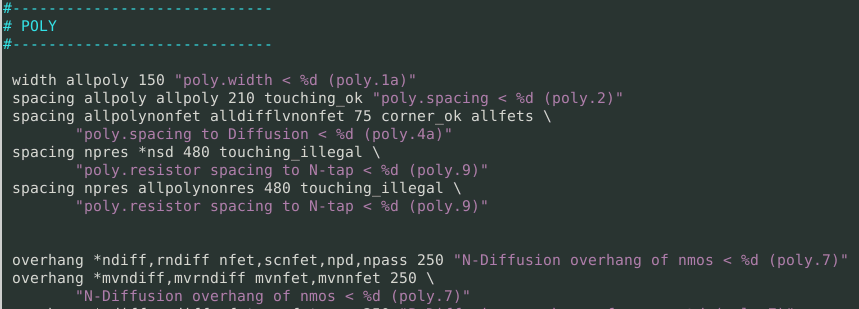 #-----------------------------
# POLY
#-----------------------------
width allpoly 150 "poly.width < %d (poly.1a)"
spacing allpoly allpoly 210 touching_ok "poly.spacing < %d (poly.2)"
spacing allpolynonfet alldifflvnonfet 75 corner_ok allfets \
"poly.spacing to Diffusion < %d (poly.4a)"
spacing npres *nsd 480 touching_illegal \
"poly.resistor spacing to N-tap < %d (poly.9)"
spacing npres allpolynonres 480 touching_illegal \
"poly.resistor spacing to N-tap < %d (poly.9)"
overhang *ndiff,rndiff nfet,scnfet,npd,npass 250 "N-Diffusion overhang of nmos < %d (poly.7)"
overhang *mvndiff,mvrndiff mvnfet,mvnnfet 250 \
"N-Diffusion overhang of nmos < %d (poly.7)"